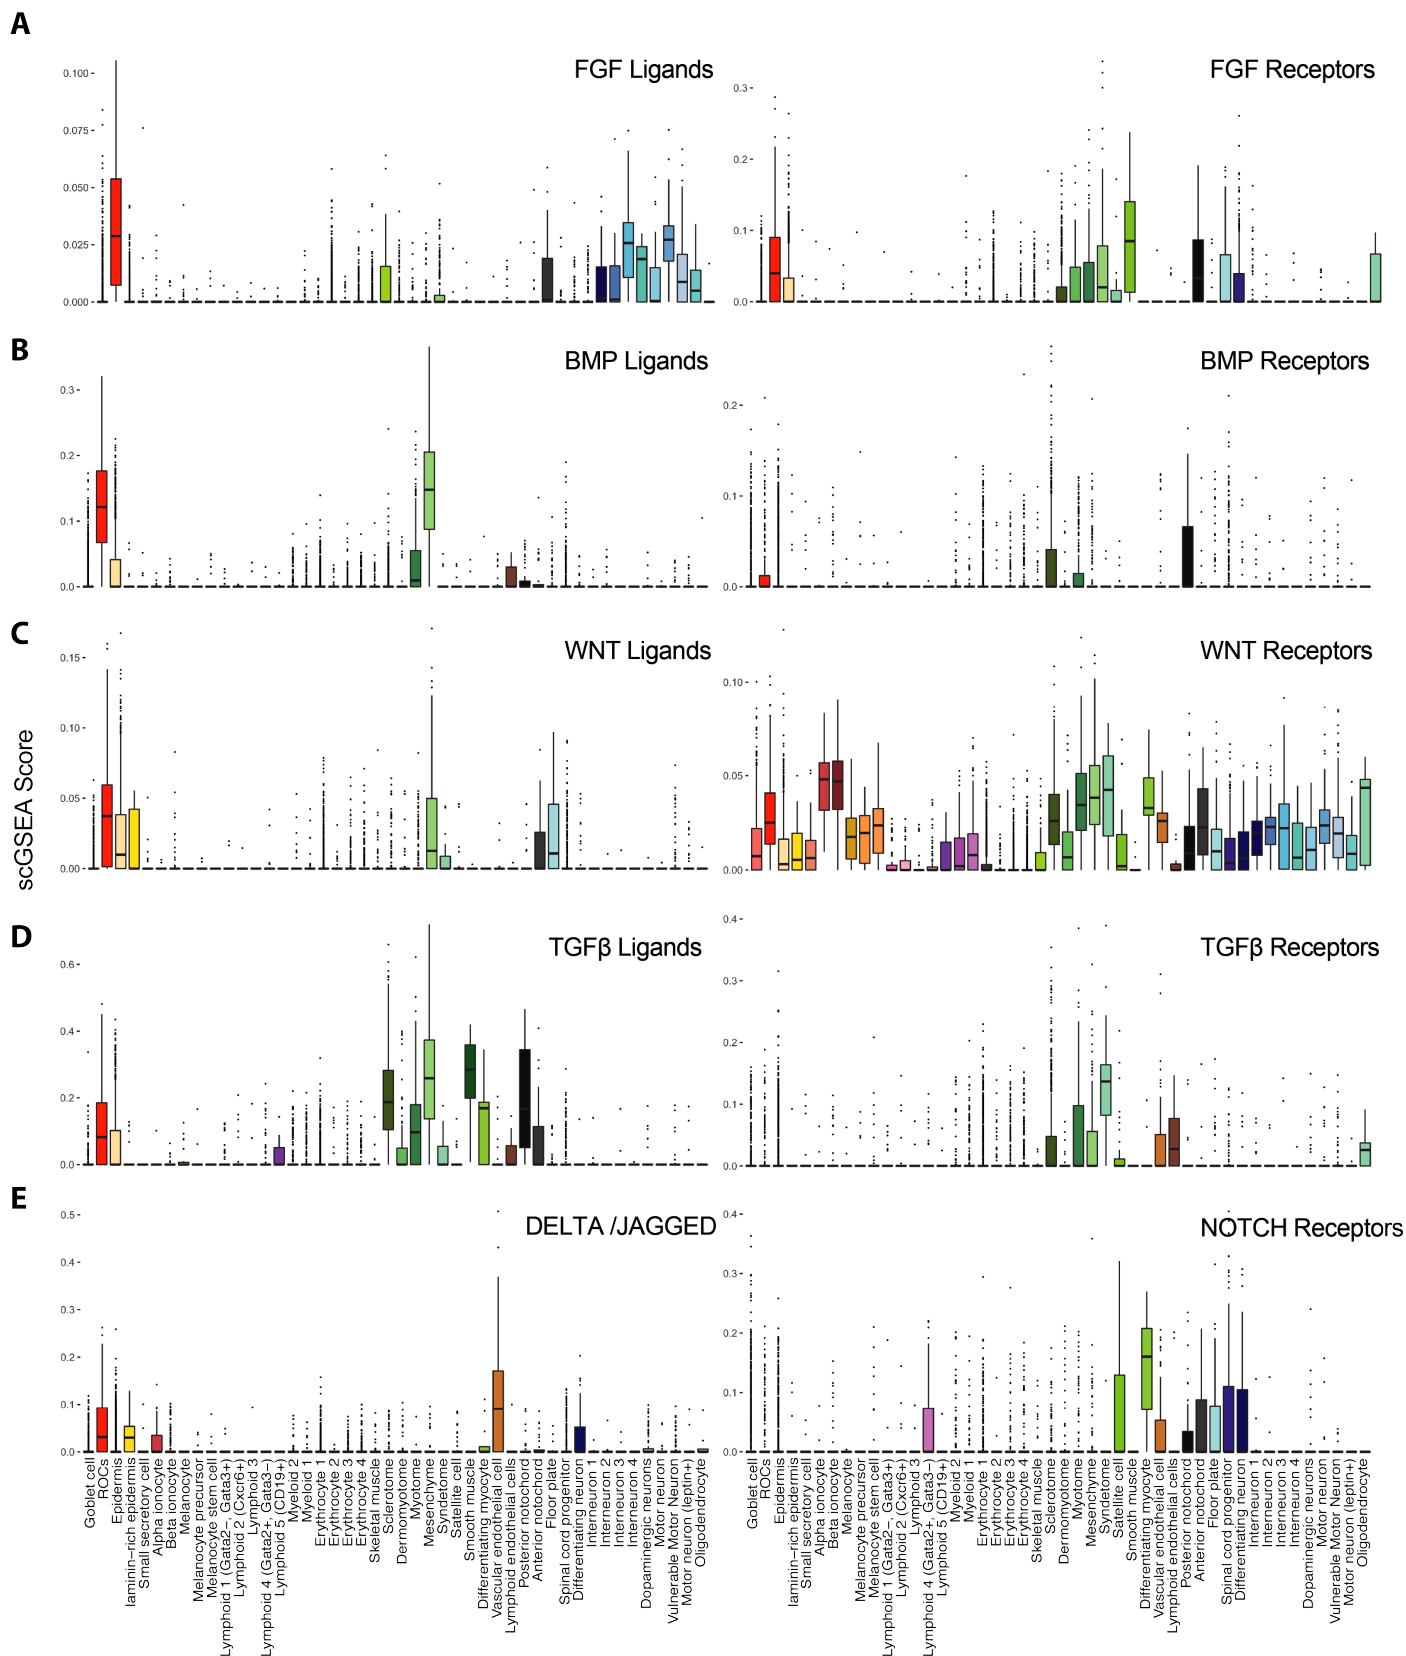 A
FGF Ligands
0.100
0.075
0.050
0.025
0.000
FGF Receptors
0.3
0.2
0.1
0.0
B
BMP Ligands
0.3
0.2
0.1
0.0
BMP Receptors
0.2
0.1
0.0
C
WNT Ligands
0.15
0.10
0.05
0.00
WNT Receptors
0.10
0.05
0.00
scGSEA Score
D
TGFβ Ligands
0.6
0.4
0.2
0.0
TGFβ Receptors
0.4
0.3
0.2
0.1
0.0
E
DELTA /JAGGED
0.5
0.4
0.3
0.2
0.1
0.0
NOTCH Receptors
0.4
0.3
0.2
0.1
0.0
Goblet cell
ROCs
Epidermis
laminin−rich epidermis
Small secretory cell
Alpha ionocyte
Beta ionocyte
Melanocyte
Melanocyte precursor
Melanocyte stem cell
Lymphoid 1 (Gata2−, Gata3+)
Lymphoid 2 (Cxcr6+)
Lymphoid 3
Lymphoid 4 (Gata2+, Gata3−)
Lymphoid 5 (CD19+)
Myeloid 2
Myeloid 1
Erythrocyte 1
Erythrocyte 2
Erythrocyte 3
Erythrocyte 4
Skeletal muscle
Sclerotome
Dermomyotome
Myotome
Mesenchyme
Syndetome
Satellite cell
Smooth muscle
Differentiating myocyte
Vascular endothelial cell
Lymphoid endothelial cells
Posterior notochord
Anterior notochord
Floor plate
Spinal cord progenitor
Differentiating neuron
Interneuron 1
Interneuron 2
Interneuron 3
Interneuron 4
Dopaminergic neurons
Motor neuron
Vulnerable Motor Neuron
Motor neuron (leptin+)
Oligodendrocyte
Goblet cell
ROCs
Epidermis
laminin−rich epidermis
Small secretory cell
Alpha ionocyte
Beta ionocyte
Melanocyte
Melanocyte precursor
Melanocyte stem cell
Lymphoid 1 (Gata2−, Gata3+)
Lymphoid 2 (Cxcr6+)
Lymphoid 3
Lymphoid 4 (Gata2+, Gata3−)
Lymphoid 5 (CD19+)
Myeloid 2
Myeloid 1
Erythrocyte 1
Erythrocyte 2
Erythrocyte 3
Erythrocyte 4
Skeletal muscle
Sclerotome
Dermomyotome
Myotome
Mesenchyme
Syndetome
Satellite cell
Smooth muscle
Differentiating myocyte
Vascular endothelial cell
Lymphoid endothelial cells
Posterior notochord
Anterior notochord
Floor plate
Spinal cord progenitor
Differentiating neuron
Interneuron 1
Interneuron 2
Interneuron 3
Interneuron 4
Dopaminergic neurons
Motor neuron
Vulnerable Motor Neuron
Motor neuron (leptin+)
Oligodendrocyte